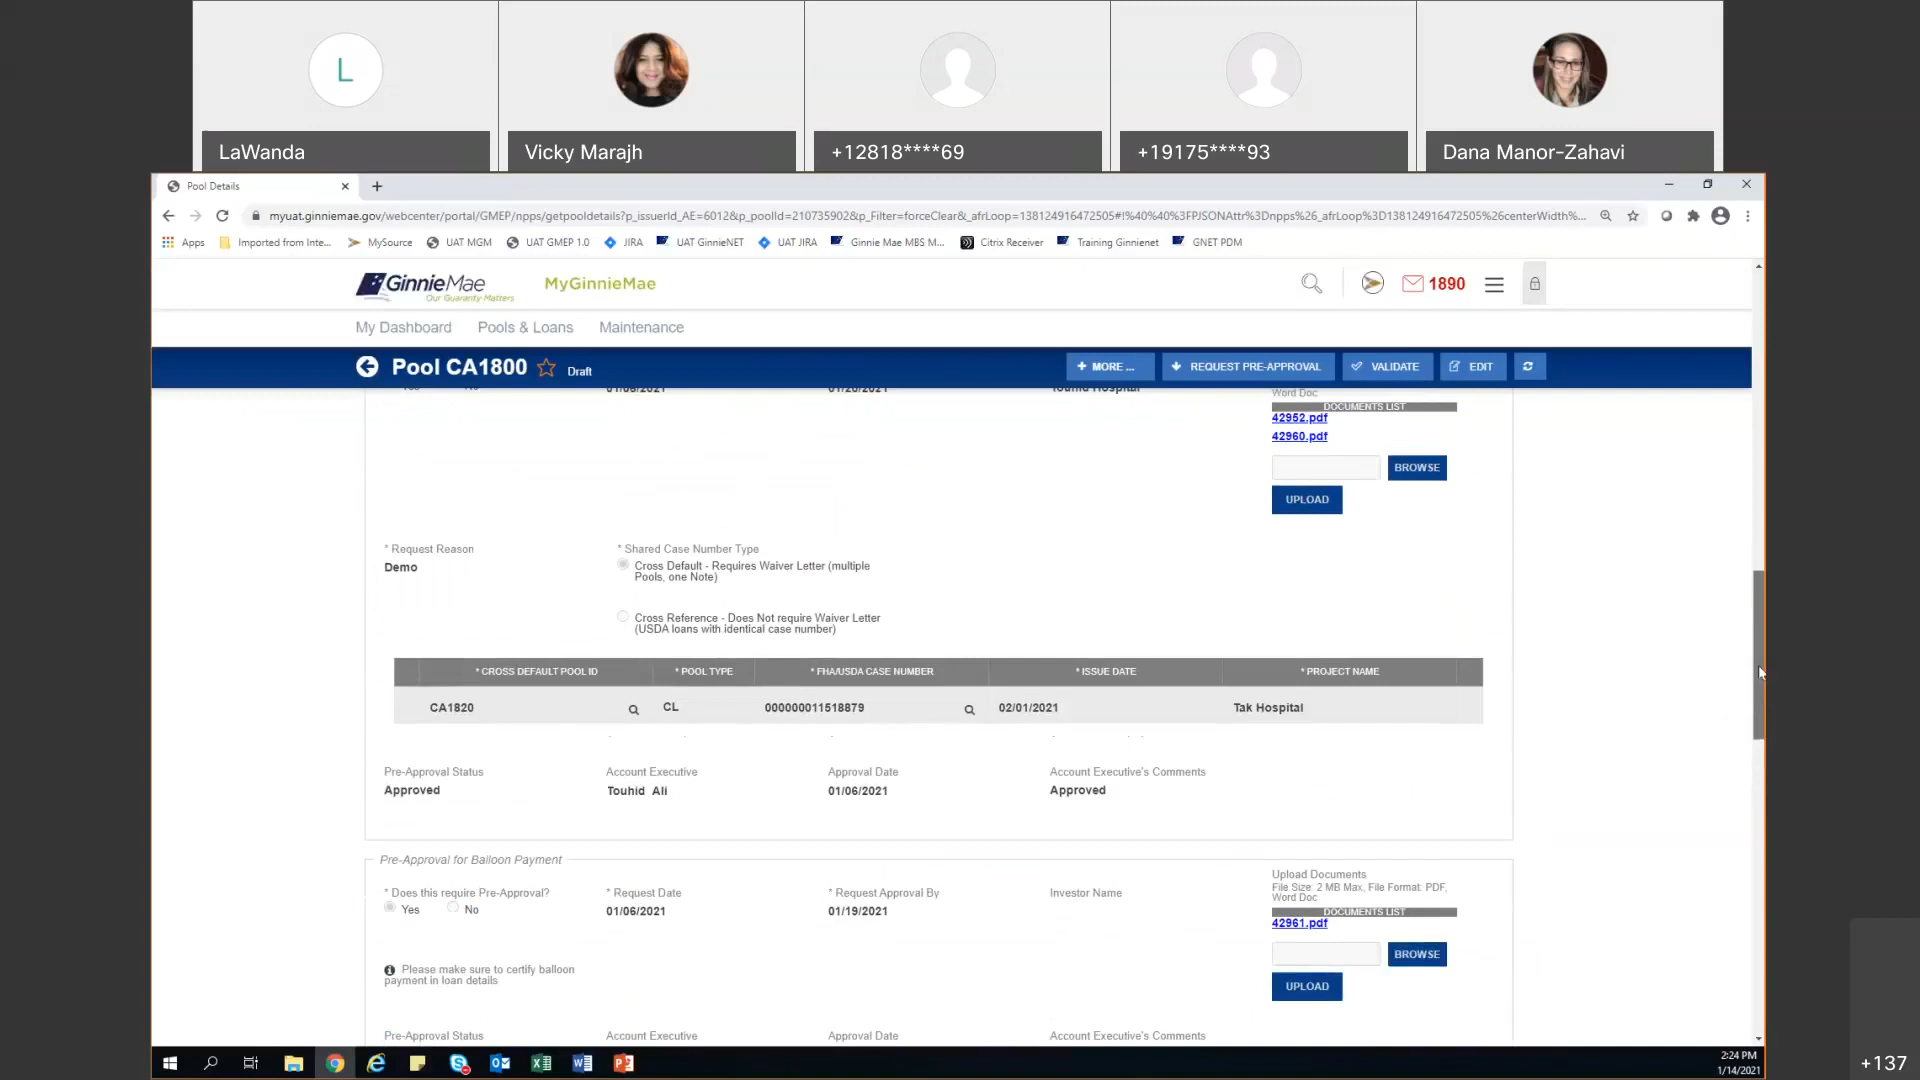 L
LaWanda
Vicky Marajh
+12818****69
+19175****93
Dana Manor-Zahavi
Pool Details
myuat.ginniemae.gov/webcenter/portal/GMEP/npps/getpooldetails?p_issuerId_AE=6012&p_poolId=210735902&p_Filter=forceClear&_afrLoop=138124916472505#!%40%40%3FPJSONAttr%3Dnpps%26_afrLoop%3D138124916472505%26centerWidth%...
Apps
Imported from Inte...
MySource
UAT MGM
UAT GMEP 1.0
JIRA
UAT GinnieNET
UAT JIRA
Ginnie Mae MBS M...
Citrix Receiver
Training Ginnienet
GNET PDM
GinnieMae
Our Guaranty Matters
MyGinnieMae
1890
My Dashboard
Pools & Loans
Maintenance
Pool CA1800
Draft
+ MORE ...
REQUEST PRE-APPROVAL
VALIDATE
EDIT
Word Doc
DOCUMENTS LIST
42952.pdf
42960.pdf
BROWSE
UPLOAD
* Request Reason
Demo
* Shared Case Number Type
Cross Default - Requires Waiver Letter (multiple
Pools, one Note)
Cross Reference - Does Not require Waiver Letter
(USDA loans with identical case number)
* CROSS DEFAULT POOL ID
* POOL TYPE
* FHA/USDA CASE NUMBER
* ISSUE DATE
* PROJECT NAME
CA1820
CL
000000011518879
02/01/2021
Tak Hospital
Pre-Approval Status
Account Executive
Approval Date
Account Executive's Comments
Approved
Touhid Ali
01/06/2021
Approved
Pre-Approval for Balloon Payment
* Does this require Pre-Approval?
Yes
No
* Request Date
01/06/2021
* Request Approval By
01/19/2021
Investor Name
Upload Documents
File Size: 2 MB Max, File Format: PDF,
Word Doc
DOCUMENTS LIST
42961.pdf
BROWSE
UPLOAD
Please make sure to certify balloon
payment in loan details
Pre-Approval Status
Account Executive
Approval Date
Account Executive's Comments
2:24 PM
1/14/2021
+137